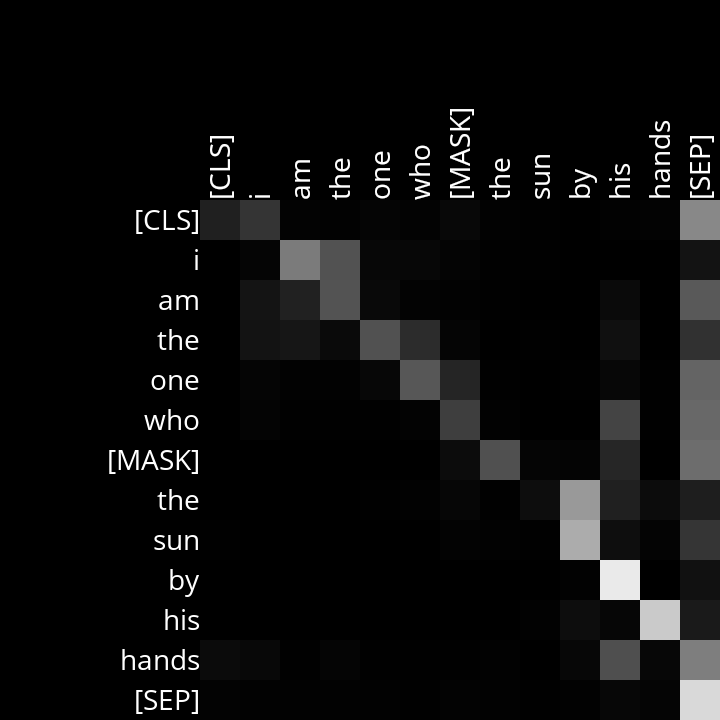 [CLS] i am the one who [MASK] the sun by his hands [SEP]
[CLS]
i
am
the
one
who
[MASK]
the
sun
by
his
hands
[SEP]